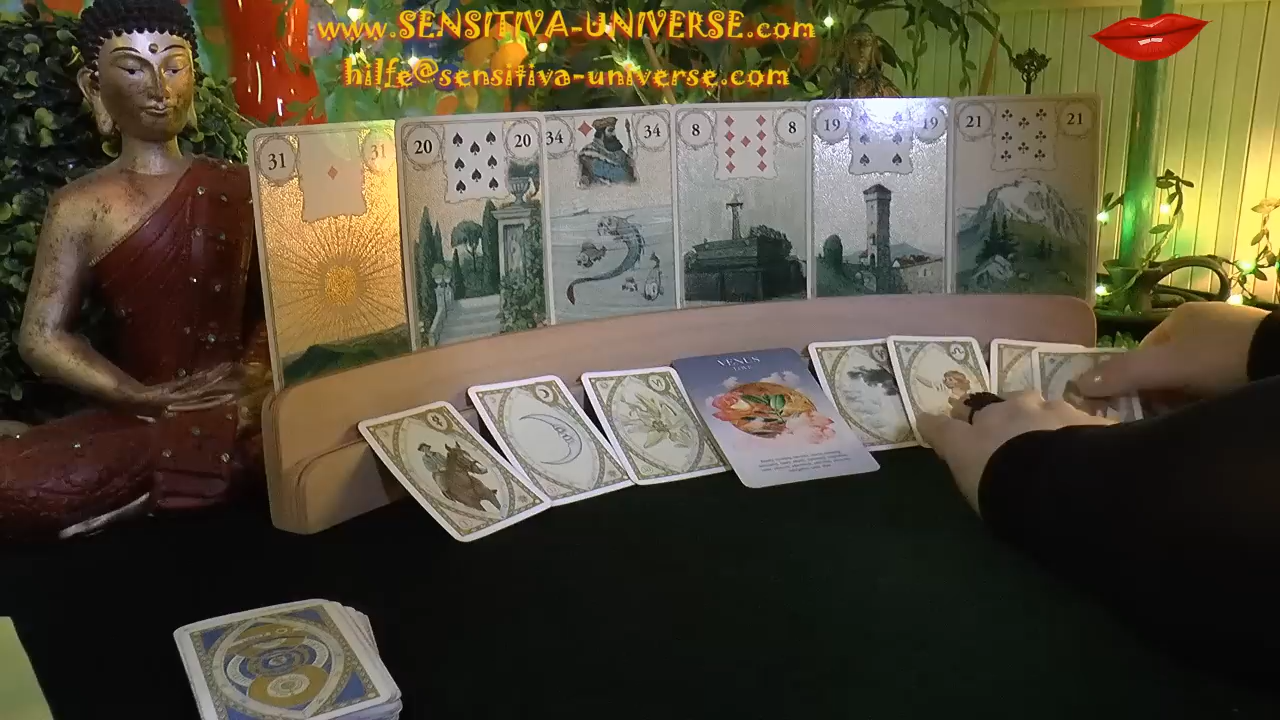 www.SENSITIVA-UNIVERSE.com
hilfe@sensitiva-universe.com
31 31
20 20
34 34
8 8
19 19
21 21
VENUS
LOVE